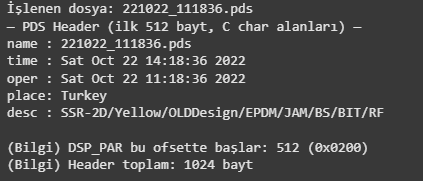 İşlenen dosya: 221022_111836.pds
— PDS Header (ilk 512 bayt, C char alanları) —
name : 221022_111836.pds
time : Sat Oct 22 14:18:36 2022
oper : Sat Oct 22 11:18:36 2022
place: Turkey
desc : SSR-2D/Yellow/OLDDesign/EPDM/JAM/BS/BIT/RF
(Bilgi) DSP_PAR bu ofsette başlar: 512 (0x0200)
(Bilgi) Header toplam: 1024 bayt